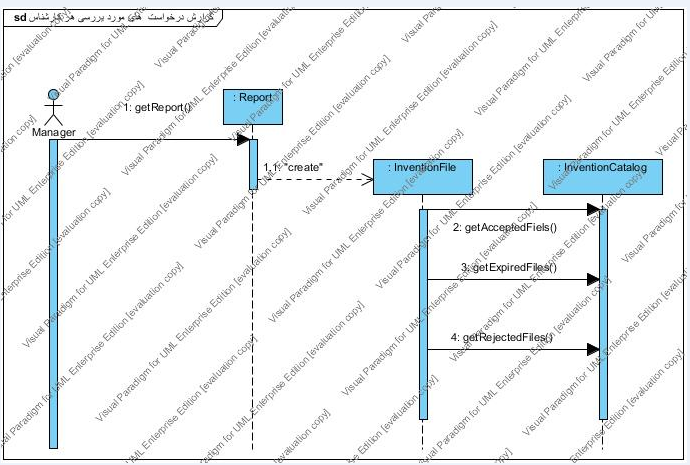 sd گزارش درخواست های مورد بررسی هر کارشناس
Manager
1: getReport()
: Report
1.1: "create"
: InventionFile
: InventionCatalog
2: getAcceptedFiels()
3: getExpiredFiles()
4: getRejectedFiles()
Visual Paradigm for UML Enterprise Edition [evaluation copy]